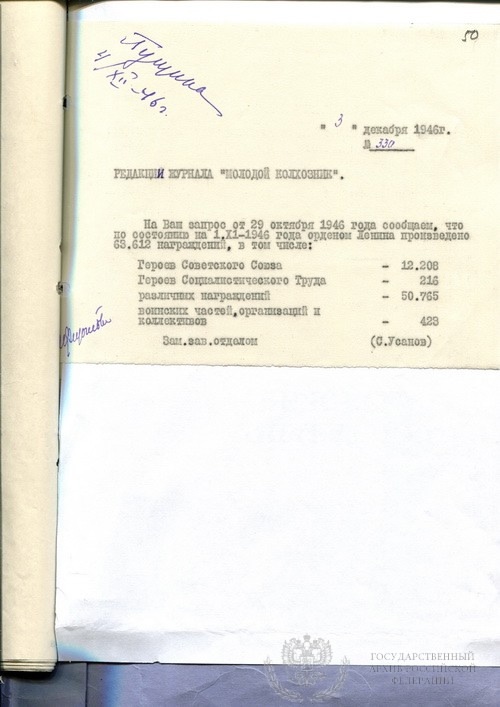 50
Пущина
4/XII-46г.
" 3 " декабря 1946г.
№ 330
РЕДАКЦИИ ЖУРНАЛА "МОЛОДОЙ КОЛХОЗНИК".
На Ваш запрос от 29 октября 1946 года сообщаем, что
по состоянию на 1.XI-1946 года орденом Ленина произведено
63.612 награждений, в том числе:
Героев Советского Союза - 12.208
Героев Социалистического Труда - 216
различных награждений - 50.765
воинских частей, организаций и
коллективов - 423
Зам.зав.отделом (С.Усанов)
ГОСУДАРСТВЕННЫЙ
АРХИВ РОССИЙСКОЙ
ФЕДЕРАЦИИ